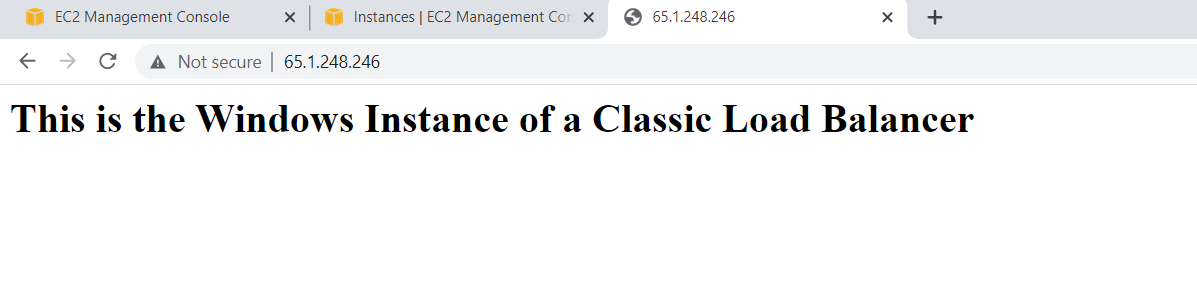 EC2 Management Console
Instances | EC2 Management Con
65.1.248.246
Not secure | 65.1.248.246
This is the Windows Instance of a Classic Load Balancer